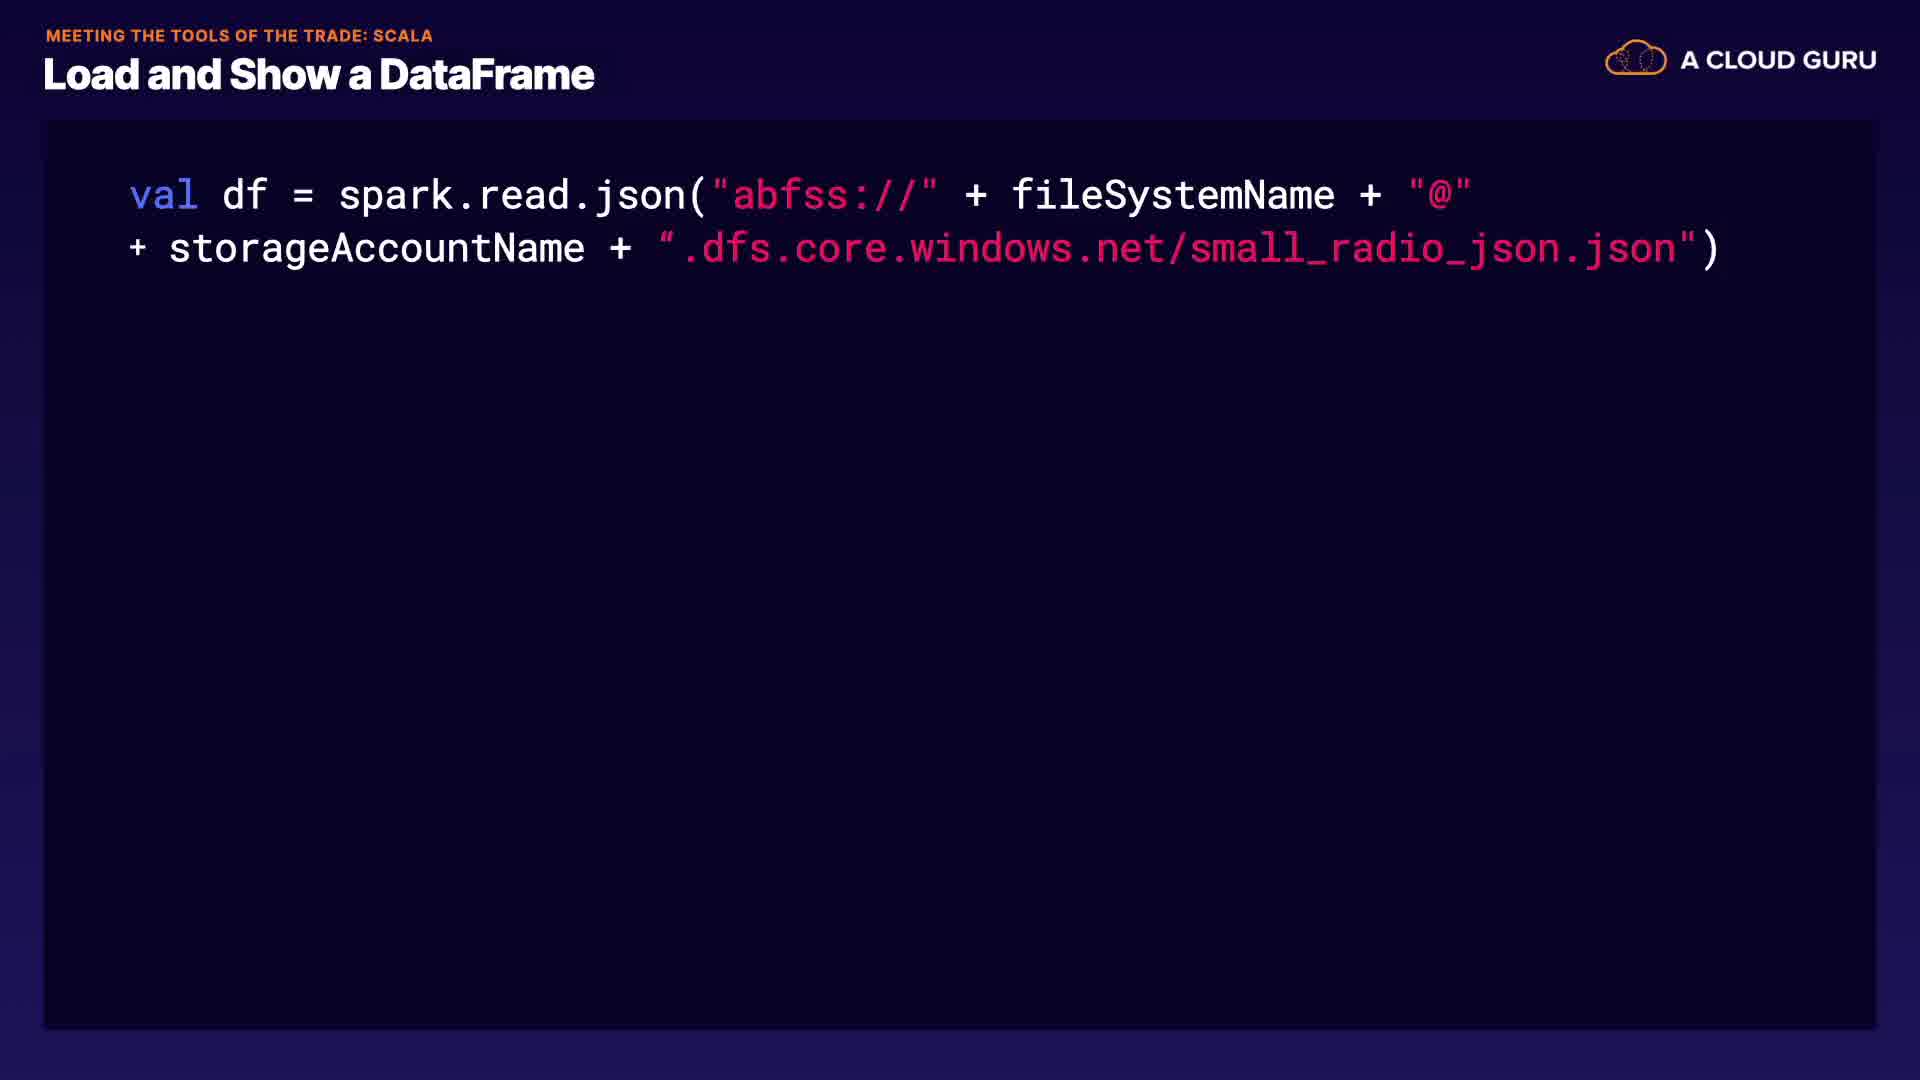 MEETING THE TOOLS OF THE TRADE: SCALA
Load and Show a DataFrame
A CLOUD GURU
val df = spark.read.json("abfss://" + fileSystemName + "@"
+ storageAccountName + “.dfs.core.windows.net/small_radio_json.json")